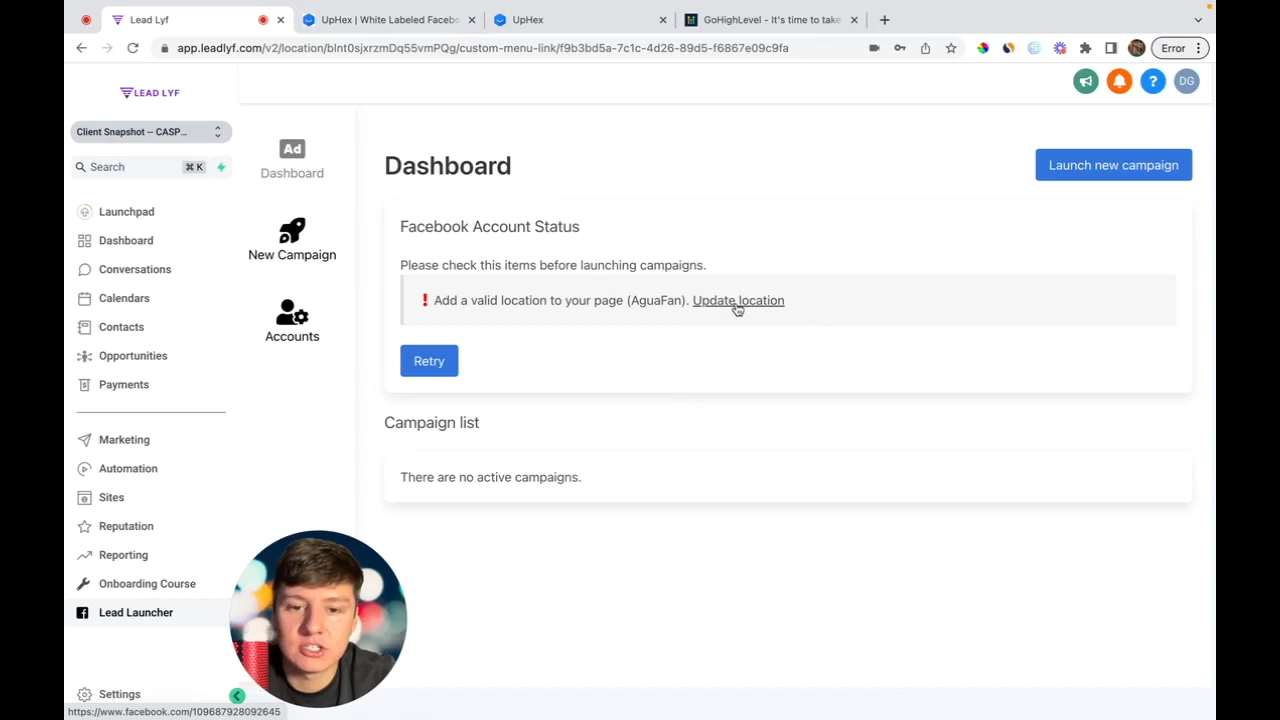 Lead Lyf
UpHex | White Labeled Facebo
UpHex
GoHighLevel - It's time to take
app.leadlyf.com/v2/location/blnt0sjxrzmDq55vmPQg/custom-menu-link/f9b3bd5a-7c1c-4d26-89d5-f6867e09c9fa
Error
LEAD LYF
DG
Client Snapshot -- CASP...
Search
⌘ K
Launchpad
Dashboard
Conversations
Calendars
Contacts
Opportunities
Payments
Marketing
Automation
Sites
Reputation
Reporting
Onboarding Course
Lead Launcher
Settings
Ad
Dashboard
New Campaign
Accounts
Dashboard
Launch new campaign
Facebook Account Status
Please check this items before launching campaigns.
Add a valid location to your page (AguaFan). Update location
Retry
Campaign list
There are no active campaigns.
https://www.facebook.com/109687928092645